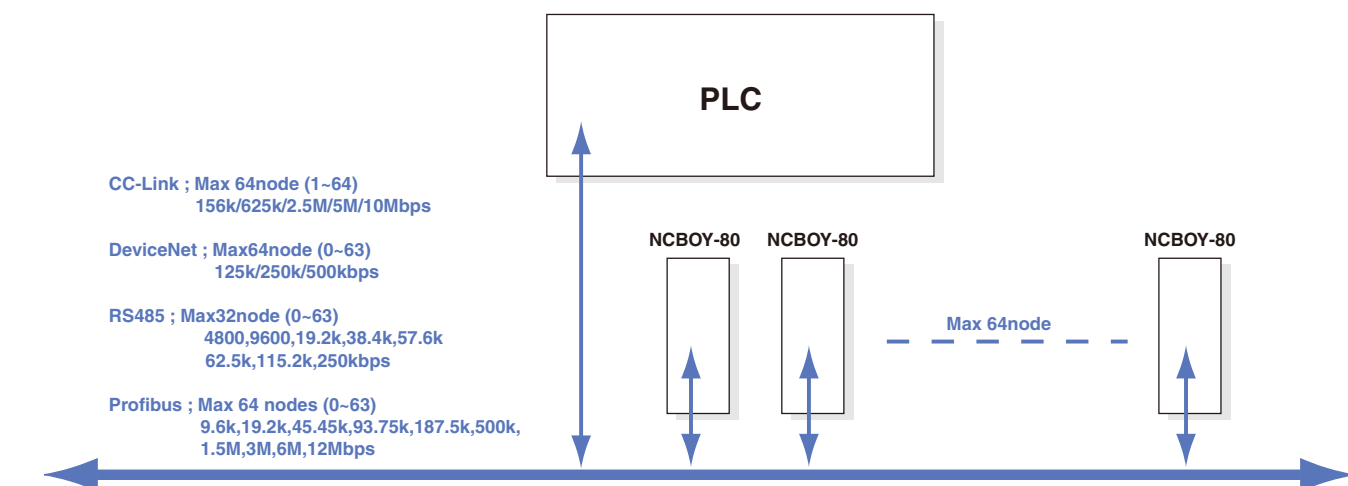 PLC
CC-Link ; Max 64node (1~64)
156k/625k/2.5M/5M/10Mbps
DeviceNet ; Max64node (0~63)
125k/250k/500kbps
RS485 ; Max32node (0~63)
4800,9600,19.2k,38.4k,57.6k
62.5k,115.2k,250kbps
Profibus ; Max 64 nodes (0~63)
9.6k,19.2k,45.45k,93.75k,187.5k,500k,
1.5M,3M,6M,12Mbps
NCBOY-80 NCBOY-80 NCBOY-80
Max 64node